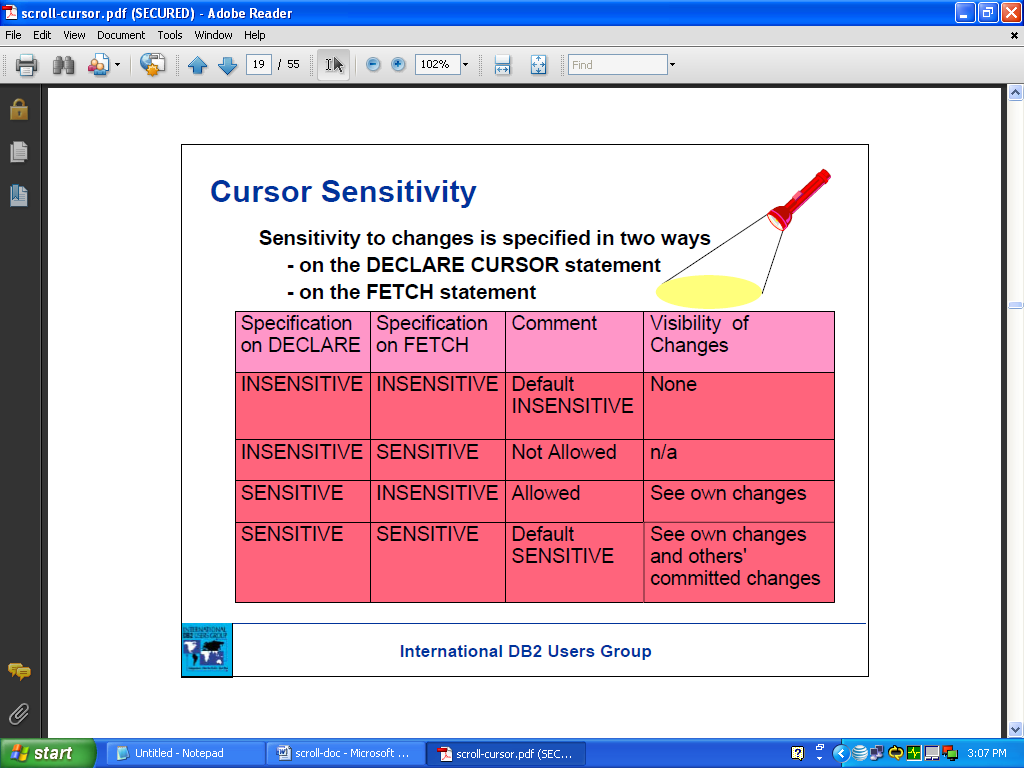 scroll-cursor.pdf (SECURED) - Adobe Reader
File Edit View Document Tools Window Help
19 / 55 102% Find
Cursor Sensitivity
Sensitivity to changes is specified in two ways
- on the DECLARE CURSOR statement
- on the FETCH statement
Specification on DECLARE Specification on FETCH Comment Visibility of Changes
INSENSITIVE INSENSITIVE Default INSENSITIVE None
INSENSITIVE SENSITIVE Not Allowed n/a
SENSITIVE INSENSITIVE Allowed See own changes
SENSITIVE SENSITIVE Default SENSITIVE See own changes and others' committed changes
INTERNATIONAL
DB2 USERS GROUP
International DB2 Users Group
start Untitled - Notepad scroll-doc - Microsoft ... scroll-cursor.pdf (SEC... 3:07 PM